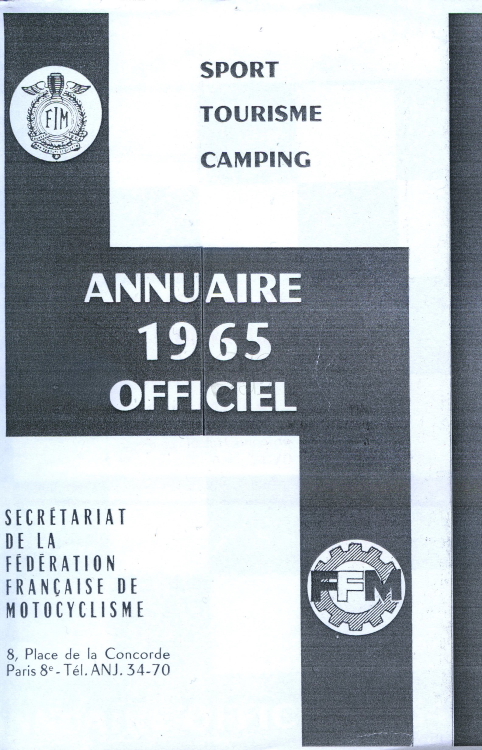 FIM
SPORT
TOURISME
CAMPING
ANNUAIRE
1965
OFFICIEL
SECRÉTARIAT
DE LA
FÉDÉRATION
FRANÇAISE DE
MOTOCYCLISME
FFM
8, Place de la Concorde
Paris 8e - Tél. ANJ. 34-70